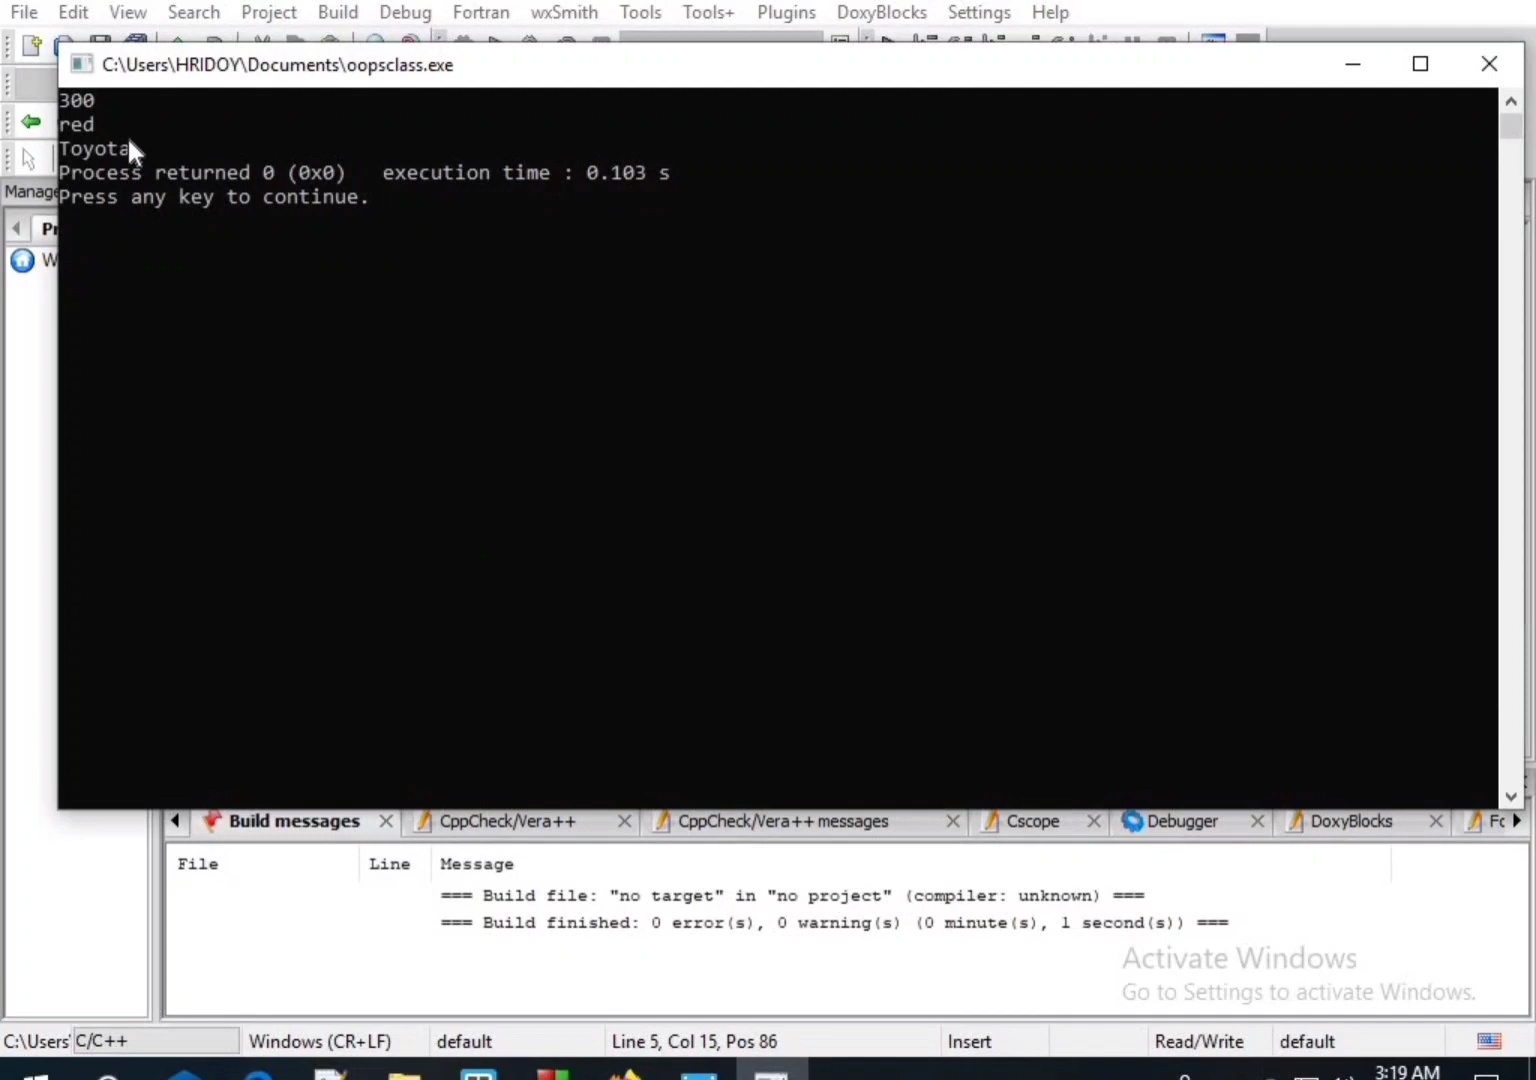 File Edit View Search Project Build Debug Fortran wxSmith Tools Tools+ Plugins DoxyBlocks Settings Help
C:\Users\HRIDOY\Documents\oopsclass.exe
300
red
Toyota
Process returned 0 (0x0)   execution time : 0.103 s
Press any key to continue.
Manage
Pr
W
Build messages CppCheck/Vera++ CppCheck/Vera++ messages Cscope Debugger DoxyBlocks Fo
File Line Message
=== Build file: "no target" in "no project" (compiler: unknown) ===
=== Build finished: 0 error(s), 0 warning(s) (0 minute(s), 1 second(s)) ===
Activate Windows
Go to Settings to activate Windows.
C:\Users\ C/C++ Windows (CR+LF) default Line 5, Col 15, Pos 86 Insert Read/Write default
3:19 AM